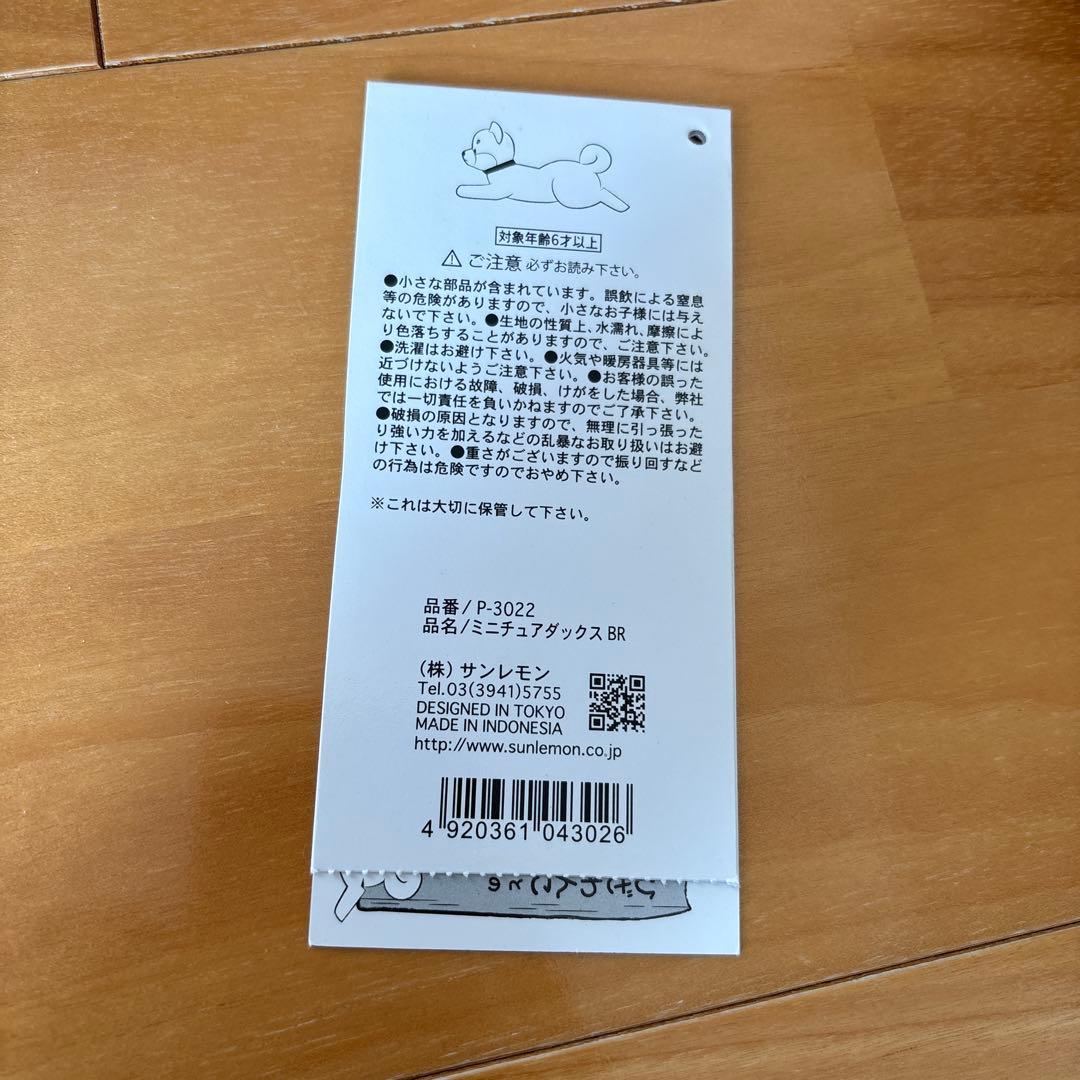 対象年齢6才以上
⚠ ご注意 必ずお読み下さい。
●小さな部品が含まれています。誤飲による窒息
等の危険がありますので、小さなお子様には与え
ないで下さい。●生地の性質上、水濡れ、摩擦によ
り色落ちすることがありますので、ご注意下さい。
●洗濯はお避け下さい。●火気や暖房器具等には
近づけないようご注意下さい。●お客様の誤った
使用における故障、破損、けがをした場合、弊社
では一切責任を負いかねますのでご了承下さい。
●破損の原因となりますので、無理に引っ張った
り強い力を加えるなどの乱暴なお取り扱いはお避
け下さい。●重さがございますので振り回すなど
の行為は危険ですのでおやめ下さい。
※これは大切に保管して下さい。
品番/ P-3022
品名/ミニチュアダックス BR
(株) サンレモン
Tel.03(3941)5755
DESIGNED IN TOKYO
MADE IN INDONESIA
http://www.sunlemon.co.jp
4 920361 043026
ひざわんこ